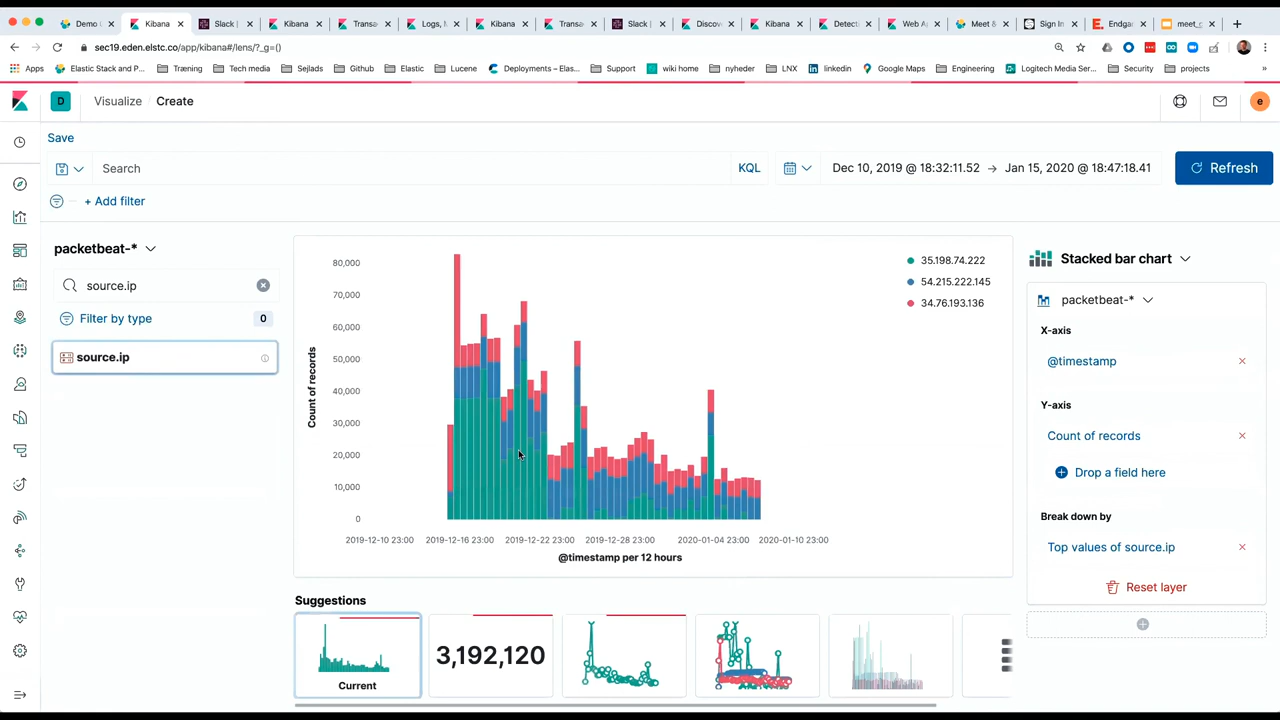 Demo
Kibana
Slack |
Kibana
Transa
Logs, M
Kibana
Transa
Slack |
Discov
Kibana
Detecti
Web Ap
Meet &
Sign In
Endgar
meet_g
sec19.eden.elstc.co/app/kibana#/lens/?_g=()
Apps
Elastic Stack and P...
Træning
Tech media
Sejlads
Github
Elastic
Lucene
Deployments – Elas...
Support
wiki home
nyheder
LNX
linkedin
Google Maps
Engineering
Logitech Media Ser...
Security
projects
»
D
Visualize
Create
e
Save
Search
KQL
Dec 10, 2019 @ 18:32:11.52 → Jan 15, 2020 @ 18:47:18.41
Refresh
+ Add filter
packetbeat-*
source.ip
Filter by type
0
source.ip
80,000
70,000
60,000
50,000
40,000
30,000
20,000
10,000
0
Count of records
2019-12-10 23:00
2019-12-16 23:00
2019-12-22 23:00
2019-12-28 23:00
2020-01-04 23:00
2020-01-10 23:00
@timestamp per 12 hours
35.198.74.222
54.215.222.145
34.76.193.136
Suggestions
Current
3,192,120
Stacked bar chart
packetbeat-*
X-axis
@timestamp
Y-axis
Count of records
Drop a field here
Break down by
Top values of source.ip
Reset layer